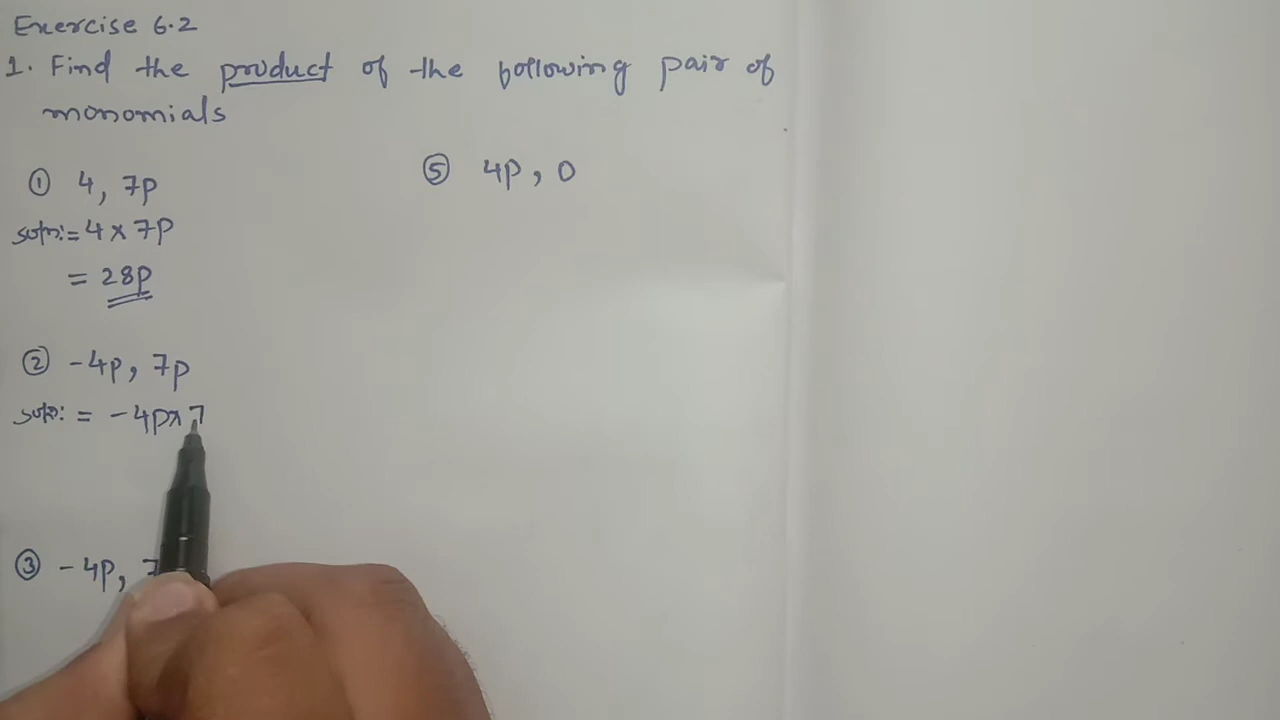 Exercise 6.2
1. Find the product of the following pair of
monomials
① 4, 7p
soln: = 4 × 7p
= 28p
② -4p, 7p
soln: = -4p× 7
③ -4p, 7
⑤ 4p, 0